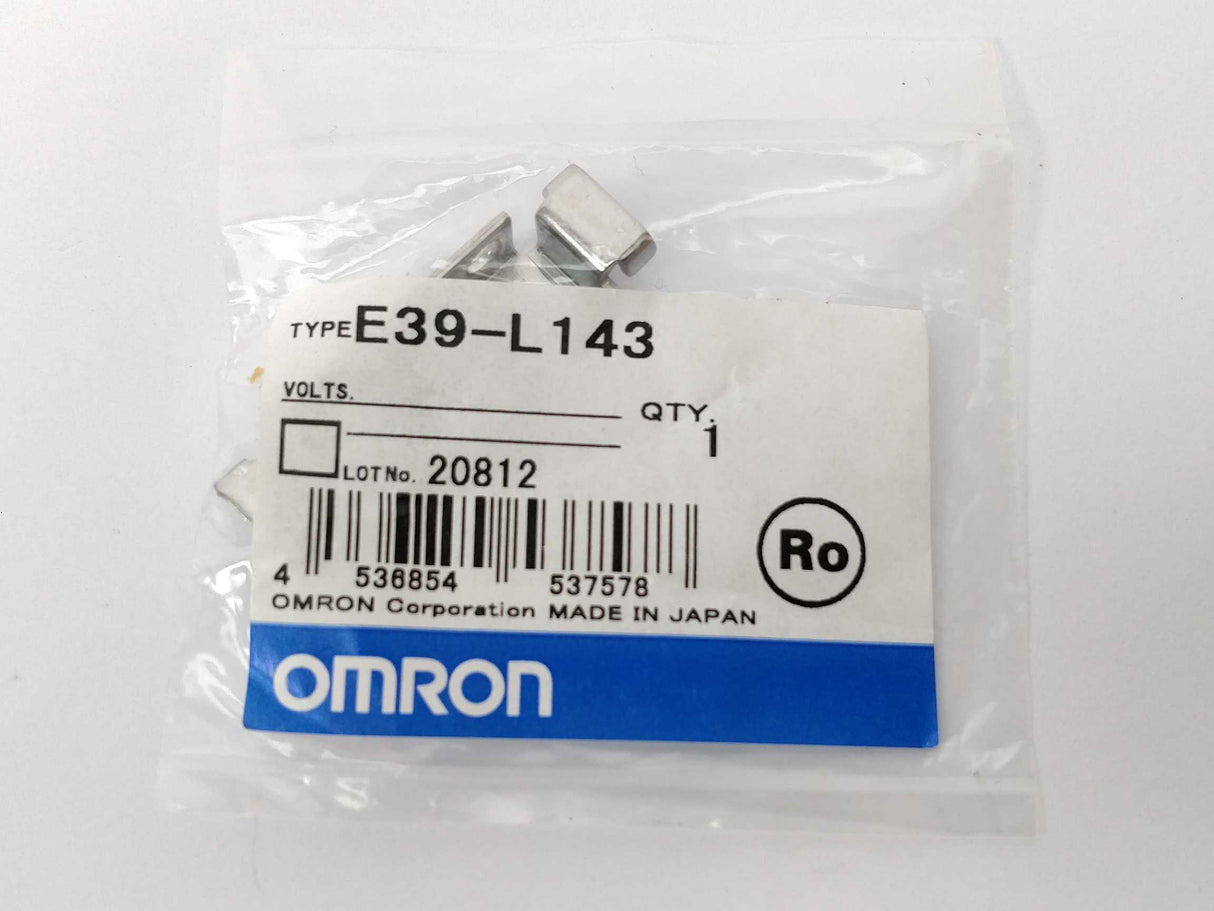 TYPE E39-L143
VOLTS.
QTY.
1
LOT No. 20812
4 536854 537578
Ro
OMRON Corporation MADE IN JAPAN
OMRON